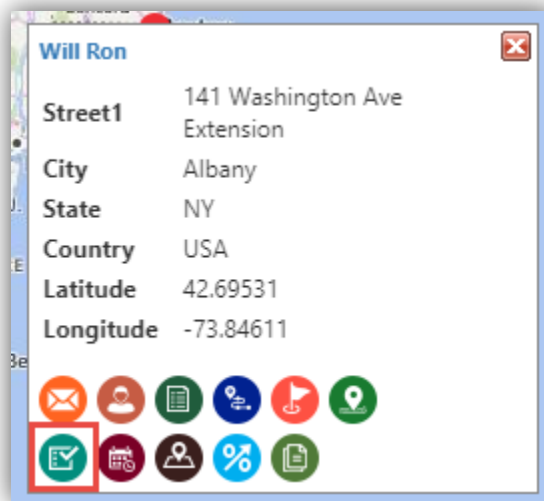 Will Ron
Street1 141 Washington Ave
Extension
City Albany
State NY
Country USA
Latitude 42.69531
Longitude -73.84611